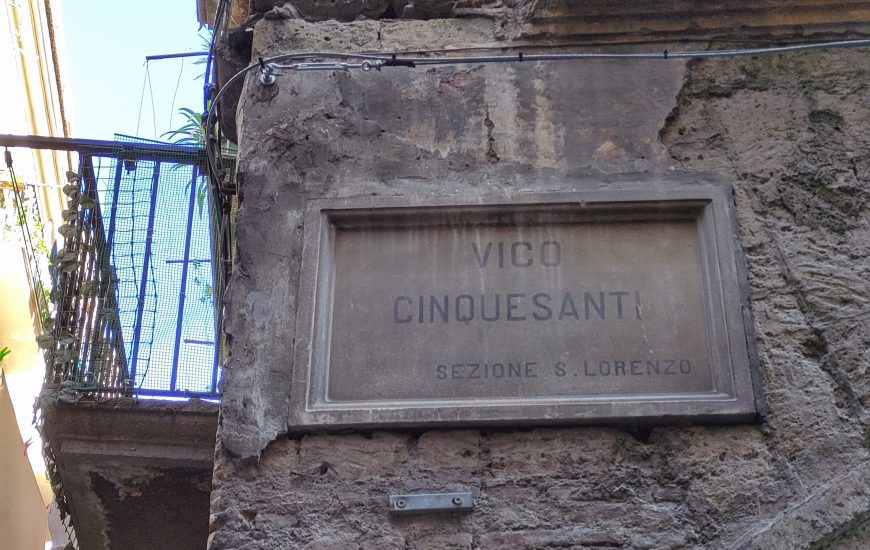 VICO
CINQUESANTI
SEZIONE S. LORENZO